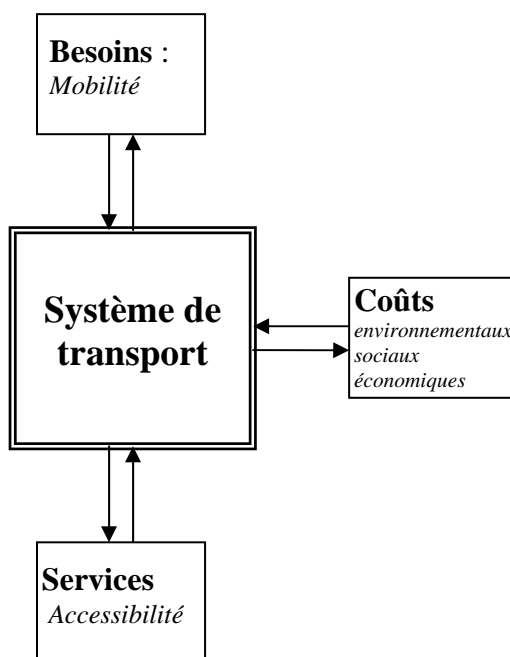 Besoins :
Mobilité
Système de
transport
Coûts
environnementaux
sociaux
économiques
Services
Accessibilité